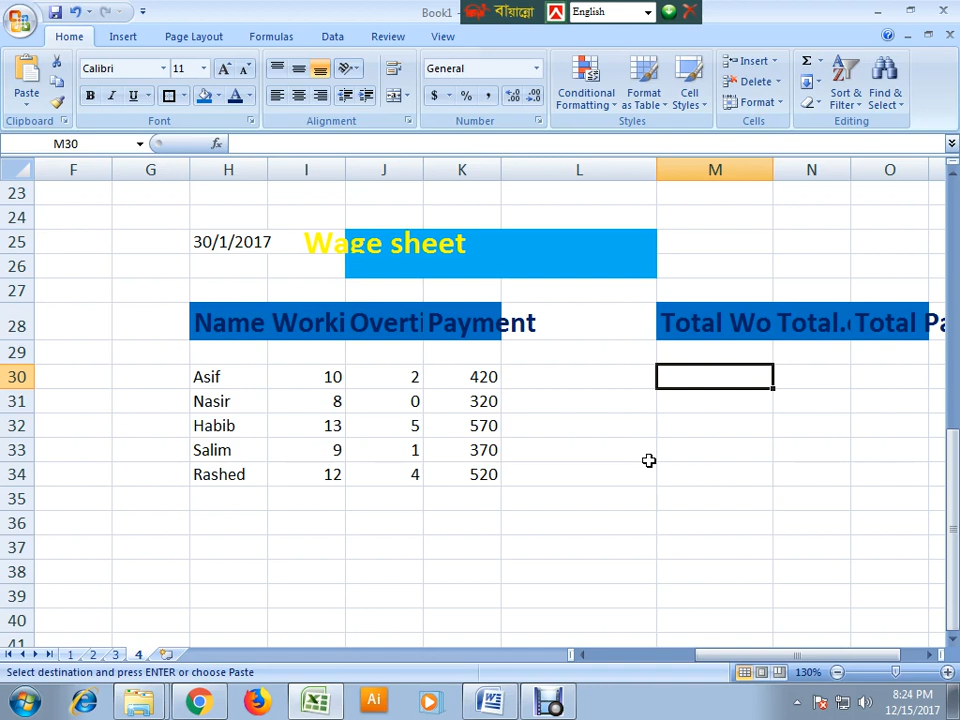 Book1 -
বায়ান্নো
English
Home Insert Page Layout Formulas Data Review View
Calibri 11 General
Paste
B I U
$ % ,
Conditional Formatting
Format as Table
Cell Styles
Insert
Delete
Format
Sort & Filter
Find & Select
Clipboard Font Alignment Number Styles Cells Editing
M30 fx
F G H I J K L M N O
23
24
25 30/1/2017 Wage sheet
26
27
28 Name Worki Overti Payment Total Wo Total. Total Pa
29
30 Asif 10 2 420
31 Nasir 8 0 320
32 Habib 13 5 570
33 Salim 9 1 370
34 Rashed 12 4 520
35
36
37
38
39
40
41
1 2 3 4
Select destination and press ENTER or choose Paste 130%
Ai
8:24 PM
12/15/2017